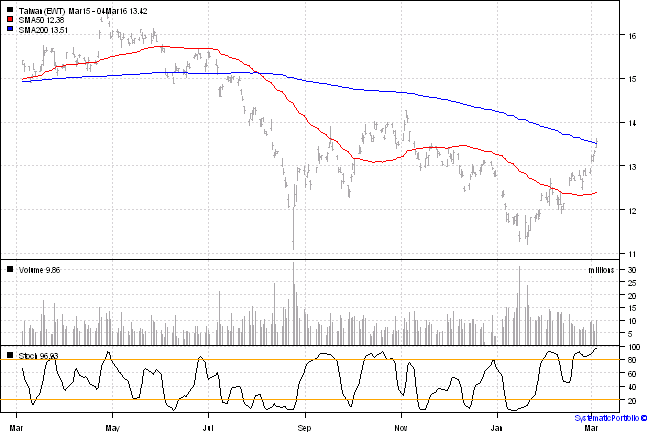 Taiwan (EWT) Mar15 - 04Mar16 13.42
SMA50 12.38
SMA200 13.51
16
15
14
13
12
11
Volume 9.86
millions
30
25
20
15
10
5
Stoch 96.93
100
80
60
40
20
Mar May Jul Sep Nov Jan Mar
SystematicPortfolio ©